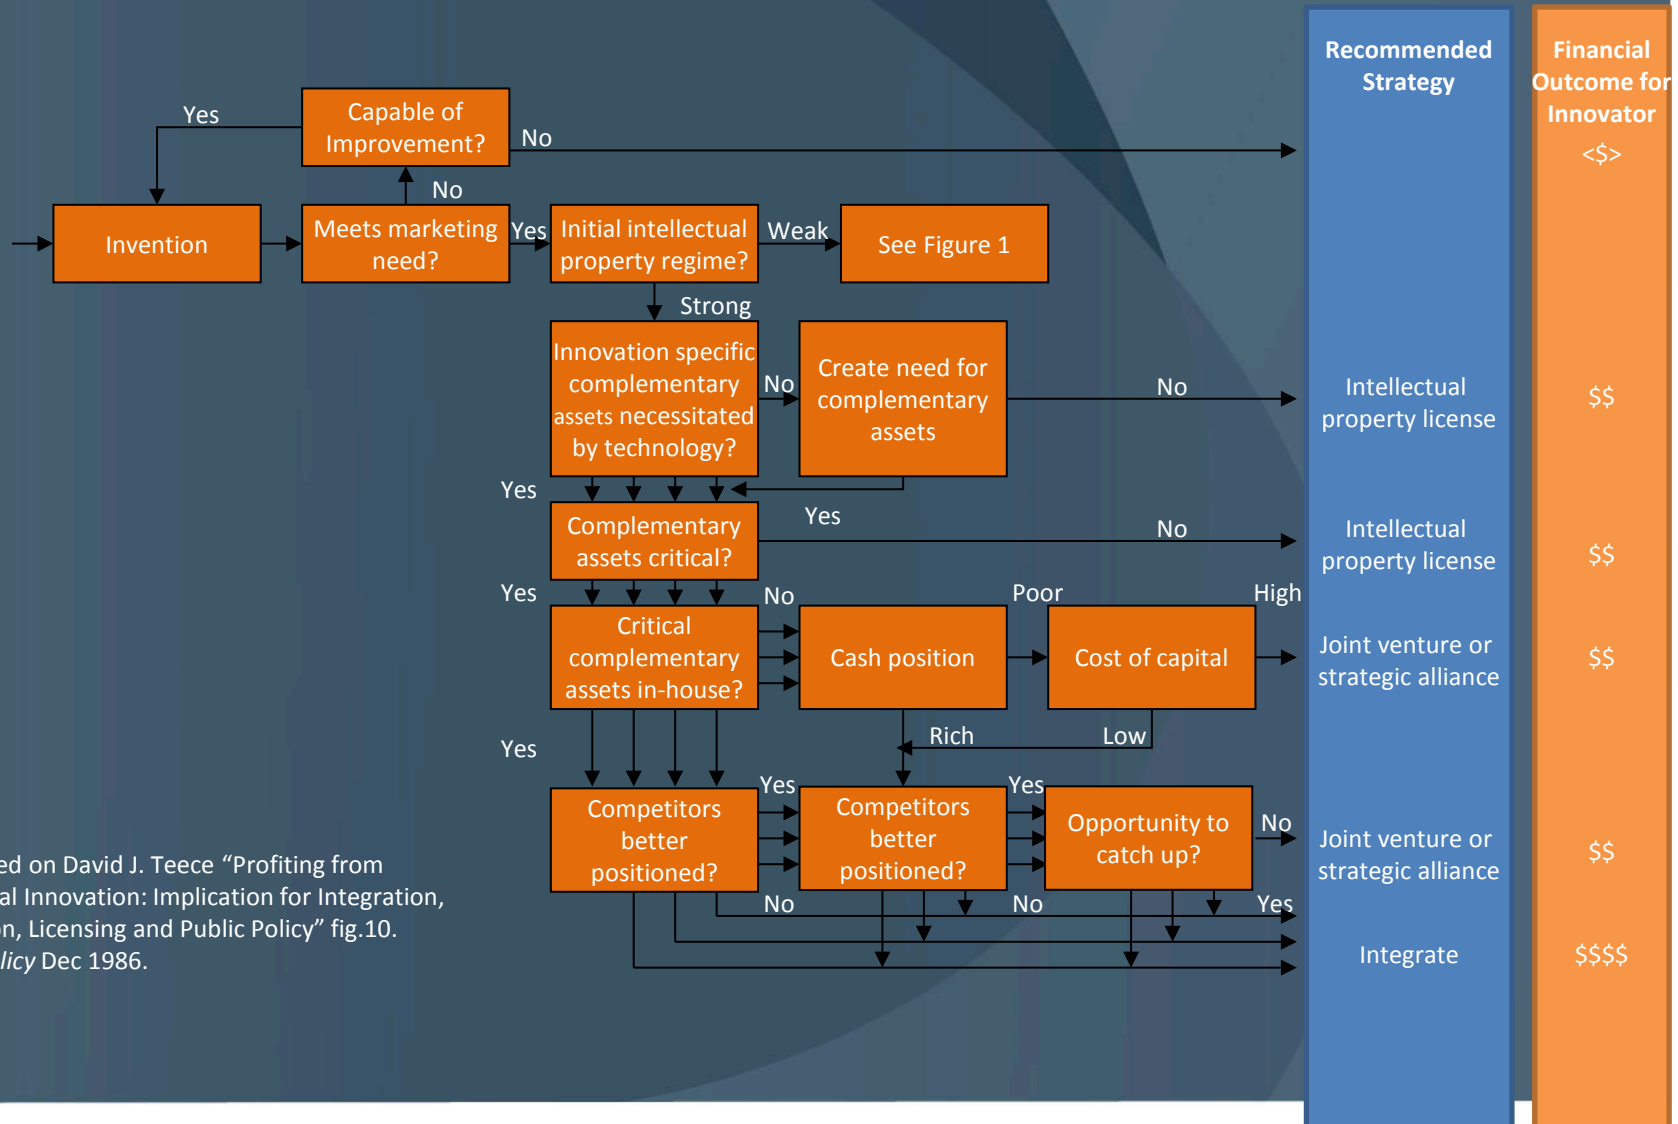 Recommended
Strategy
Financial
Outcome for
Innovator
<$>
Yes
Capable of
Improvement?
No
No
Invention
Meets marketing
need?
Yes
Initial intellectual
property regime?
Weak
See Figure 1
Strong
Innovation specific
complementary
assets necessitated
by technology?
No
Create need for
complementary
assets
No
Intellectual
property license
$$
Yes
Yes
Complementary
assets critical?
No
Intellectual
property license
$$
Yes
Critical
complementary
assets in-house?
No
Cash position
Poor
Cost of capital
High
Joint venture or
strategic alliance
$$
Yes
Rich
Low
Competitors
better
positioned?
Yes
Competitors
better
positioned?
Yes
Opportunity to
catch up?
No
Joint venture or
strategic alliance
$$
No
No
Yes
Integrate
$$$$
ed on David J. Teece “Profiting from
al Innovation: Implication for Integration,
on, Licensing and Public Policy” fig.10.
licy Dec 1986.